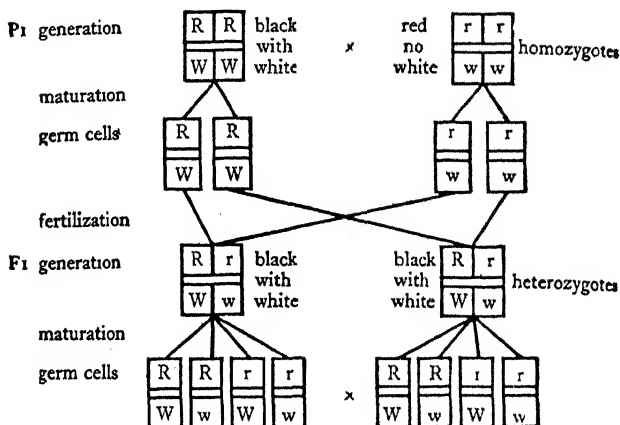 P1 generation R R black red r r
with × no homozygotes
W W white white w w
maturation
germ cells R R r r
W W w w
fertilization
F1 generation R r black black R r
with with heterozygotes
W w white white W w
maturation
germ cells R R r r × R R r r
W w W w W w W w